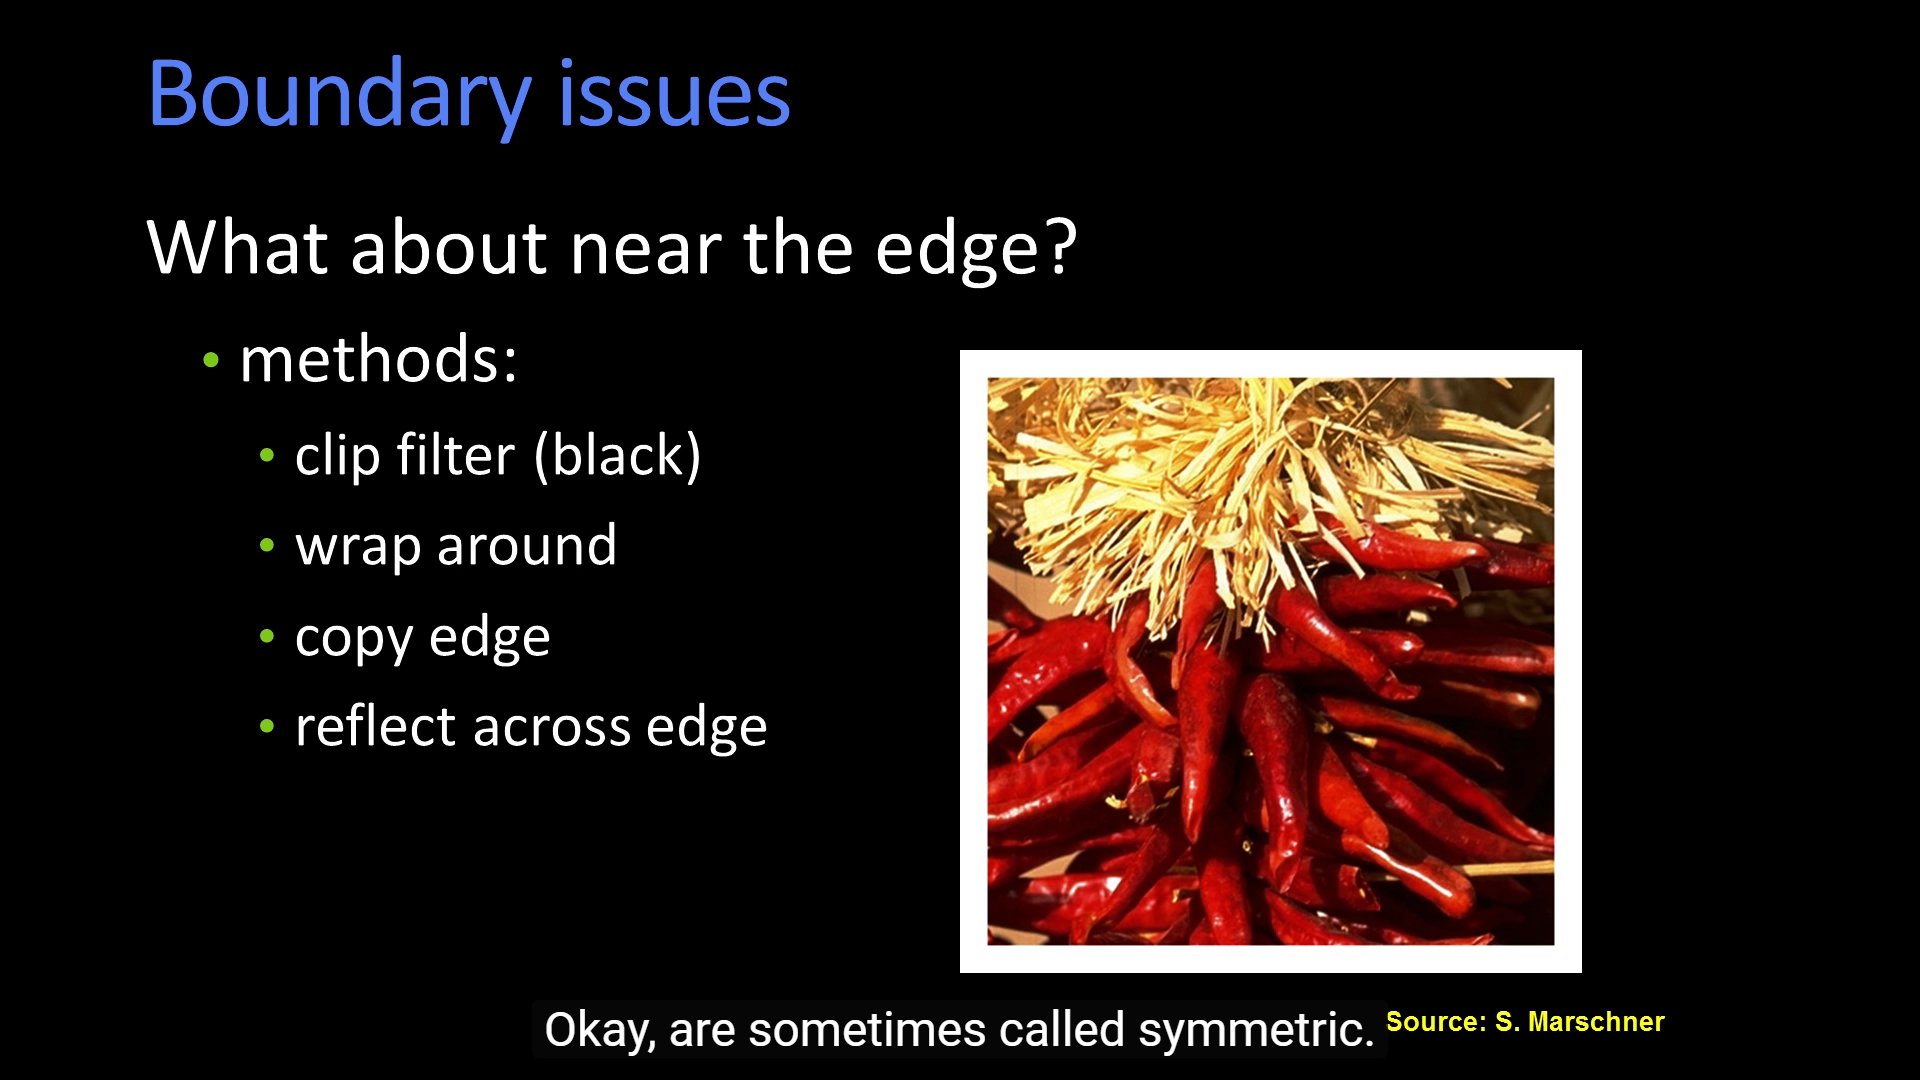 Boundary issues
What about near the edge?
• methods:
• clip filter (black)
• wrap around
• copy edge
• reflect across edge
Okay, are sometimes called symmetric.
Source: S. Marschner